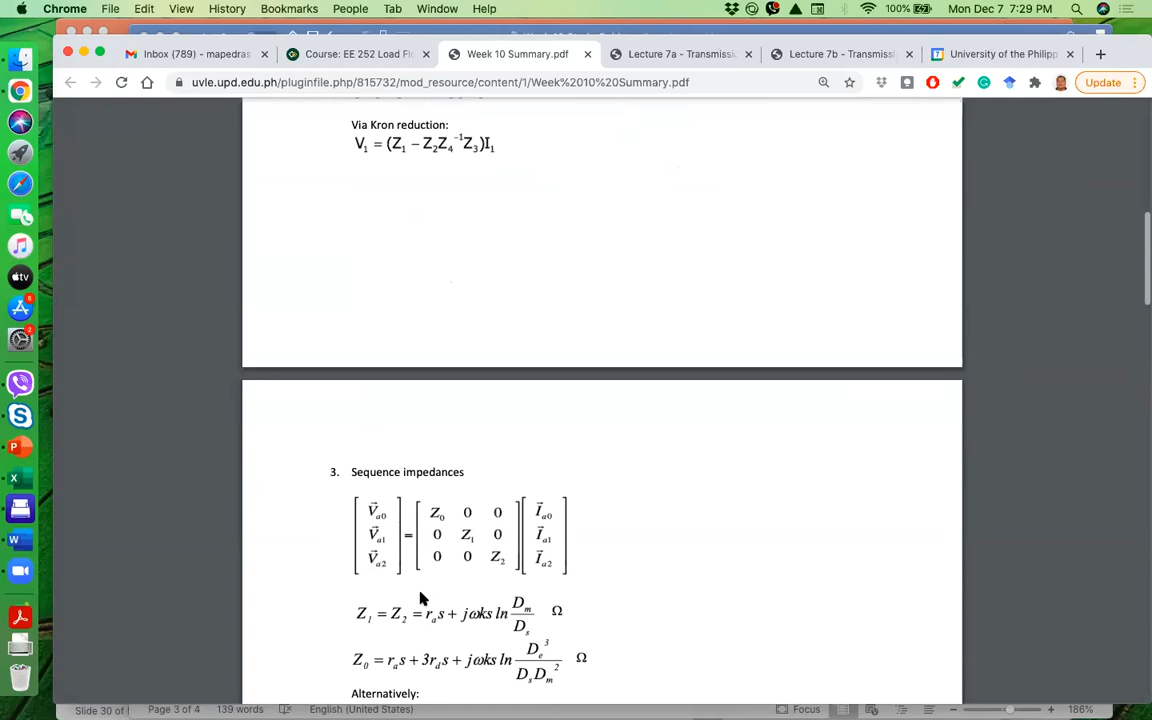 Chrome File Edit View History Bookmarks People Tab Window Help 100% Mon Dec 7 7:29 PM
Inbox (789) - mapedras × Course: EE 252 Load Flo × Week 10 Summary.pdf × Lecture 7a - Transmissio × Lecture 7b - Transmissi × University of the Philipp × +
uvle.upd.edu.ph/pluginfile.php/815732/mod_resource/content/1/Week%2010%20Summary.pdf Update
Via Kron reduction:
V₁ = (Z₁ − Z₂Z₄⁻¹Z₃)I₁
3. Sequence impedances
V⃗a0 Z₀ 0 0 I⃗a0
V⃗a1 = 0 Z₁ 0 I⃗a1
V⃗a2 0 0 Z₂ I⃗a2
Z₁ = Z₂ = rₐs + jωks ln Dₘ/Dₛ Ω
Z₀ = rₐs + 3r_d s + jωks ln Dₑ³/DₛDₘ² Ω
Alternatively:
Slide 30 of Page 3 of 4 139 words English (United States) Focus 186%